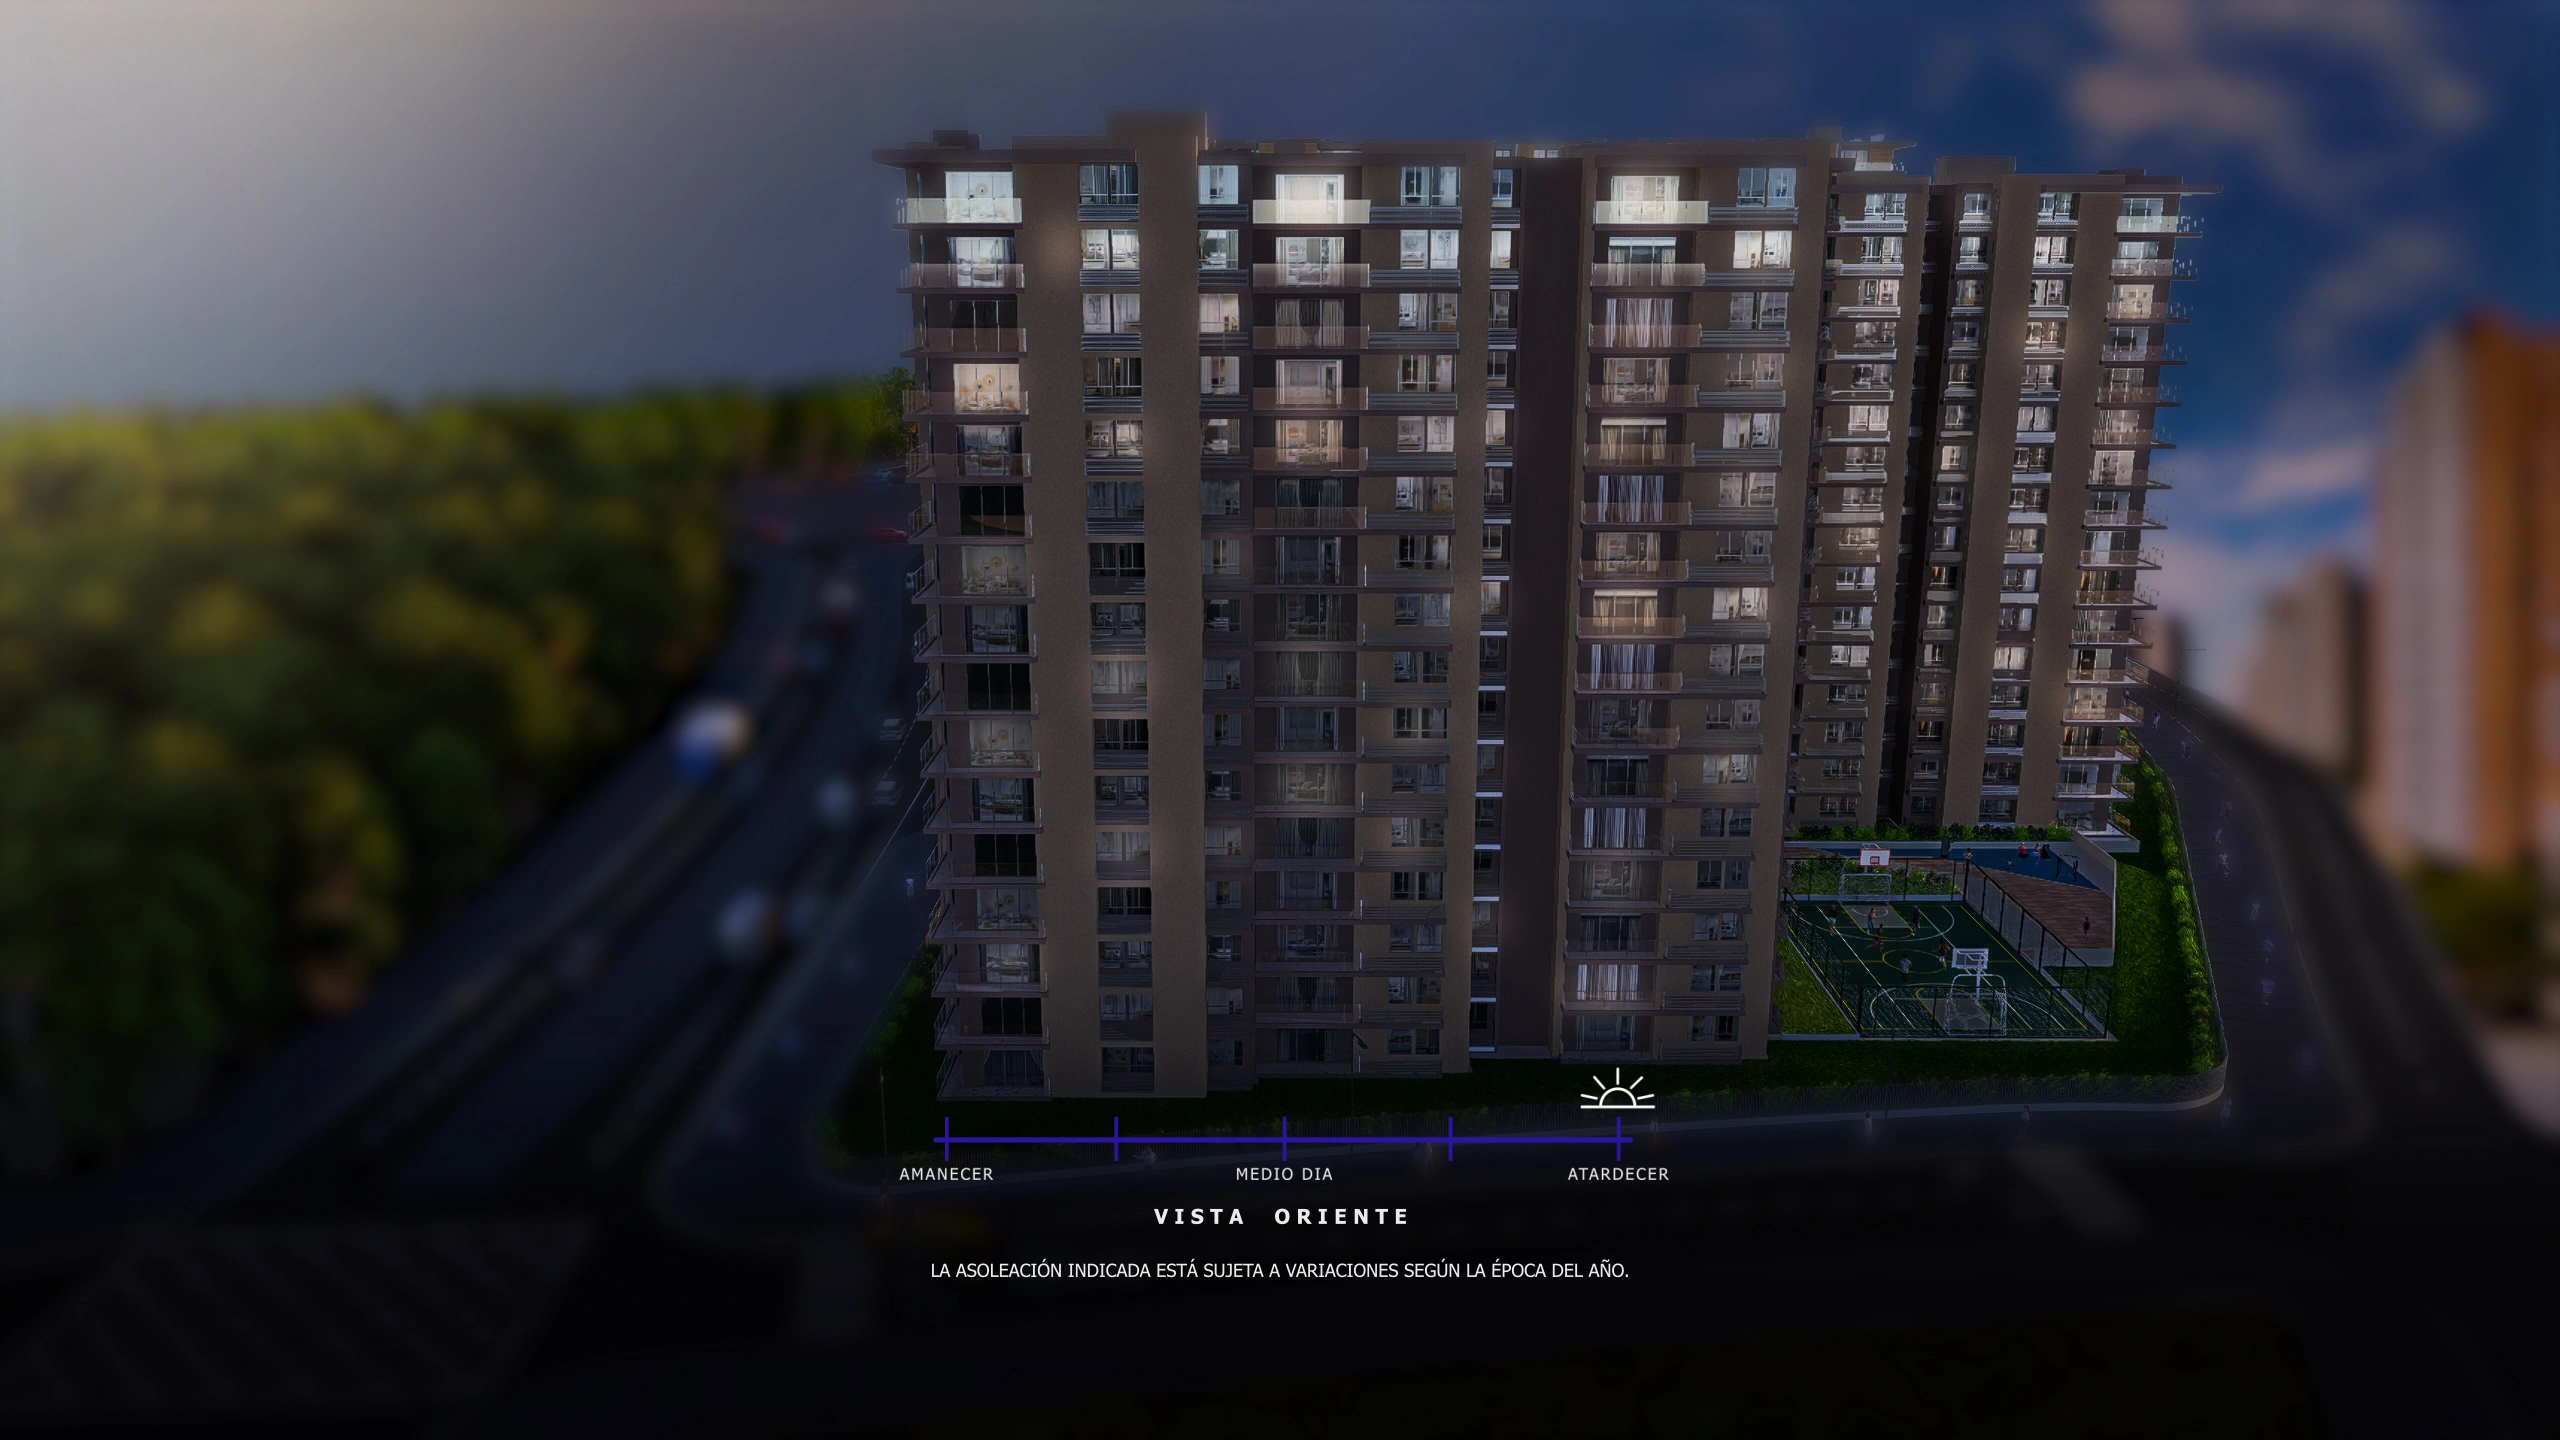 AMANECER MEDIO DIA ATARDECER
VISTA ORIENTE
LA ASOLEACIÓN INDICADA ESTÁ SUJETA A VARIACIONES SEGÚN LA ÉPOCA DEL AÑO.